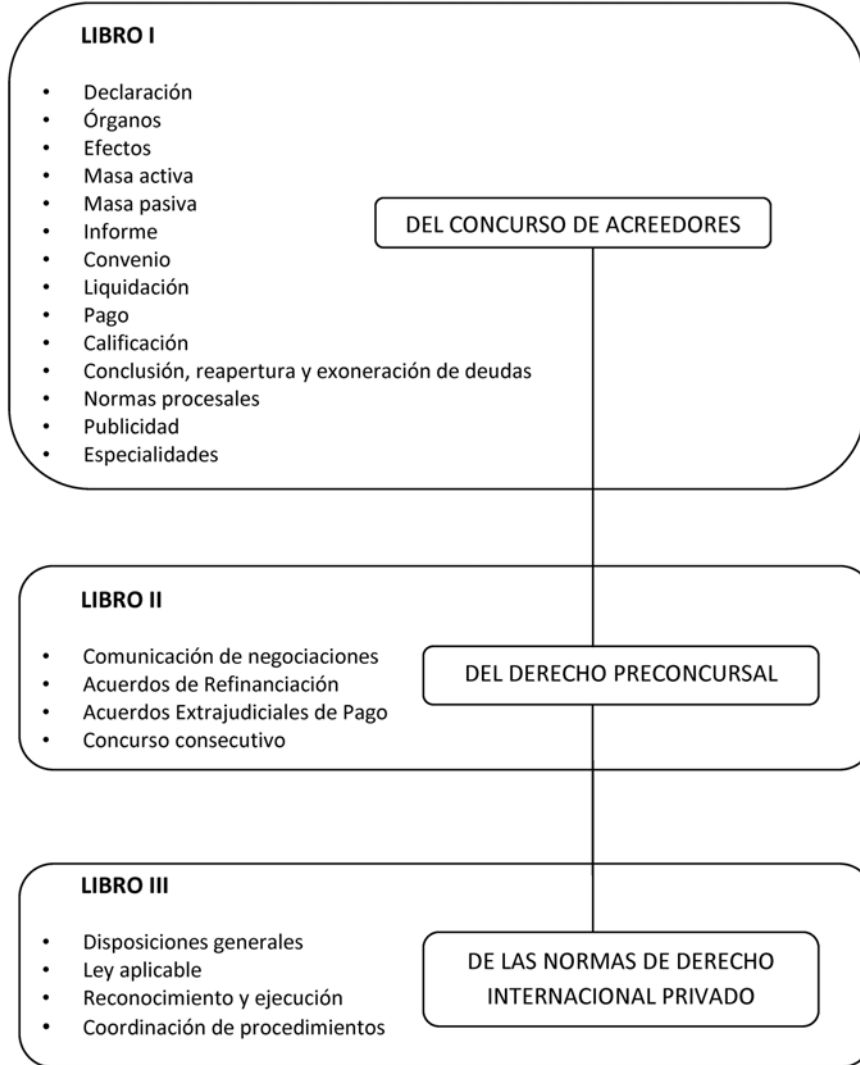 LIBRO I
• Declaración
• Órganos
• Efectos
• Masa activa
• Masa pasiva
• Informe
• Convenio
• Liquidación
• Pago
• Calificación
• Conclusión, reapertura y exoneración de deudas
• Normas procesales
• Publicidad
• Especialidades
DEL CONCURSO DE ACREEDORES
LIBRO II
• Comunicación de negociaciones
• Acuerdos de Refinanciación
• Acuerdos Extrajudiciales de Pago
• Concurso consecutivo
DEL DERECHO PRECONCURSAL
LIBRO III
• Disposiciones generales
• Ley aplicable
• Reconocimiento y ejecución
• Coordinación de procedimientos
DE LAS NORMAS DE DERECHO
INTERNACIONAL PRIVADO